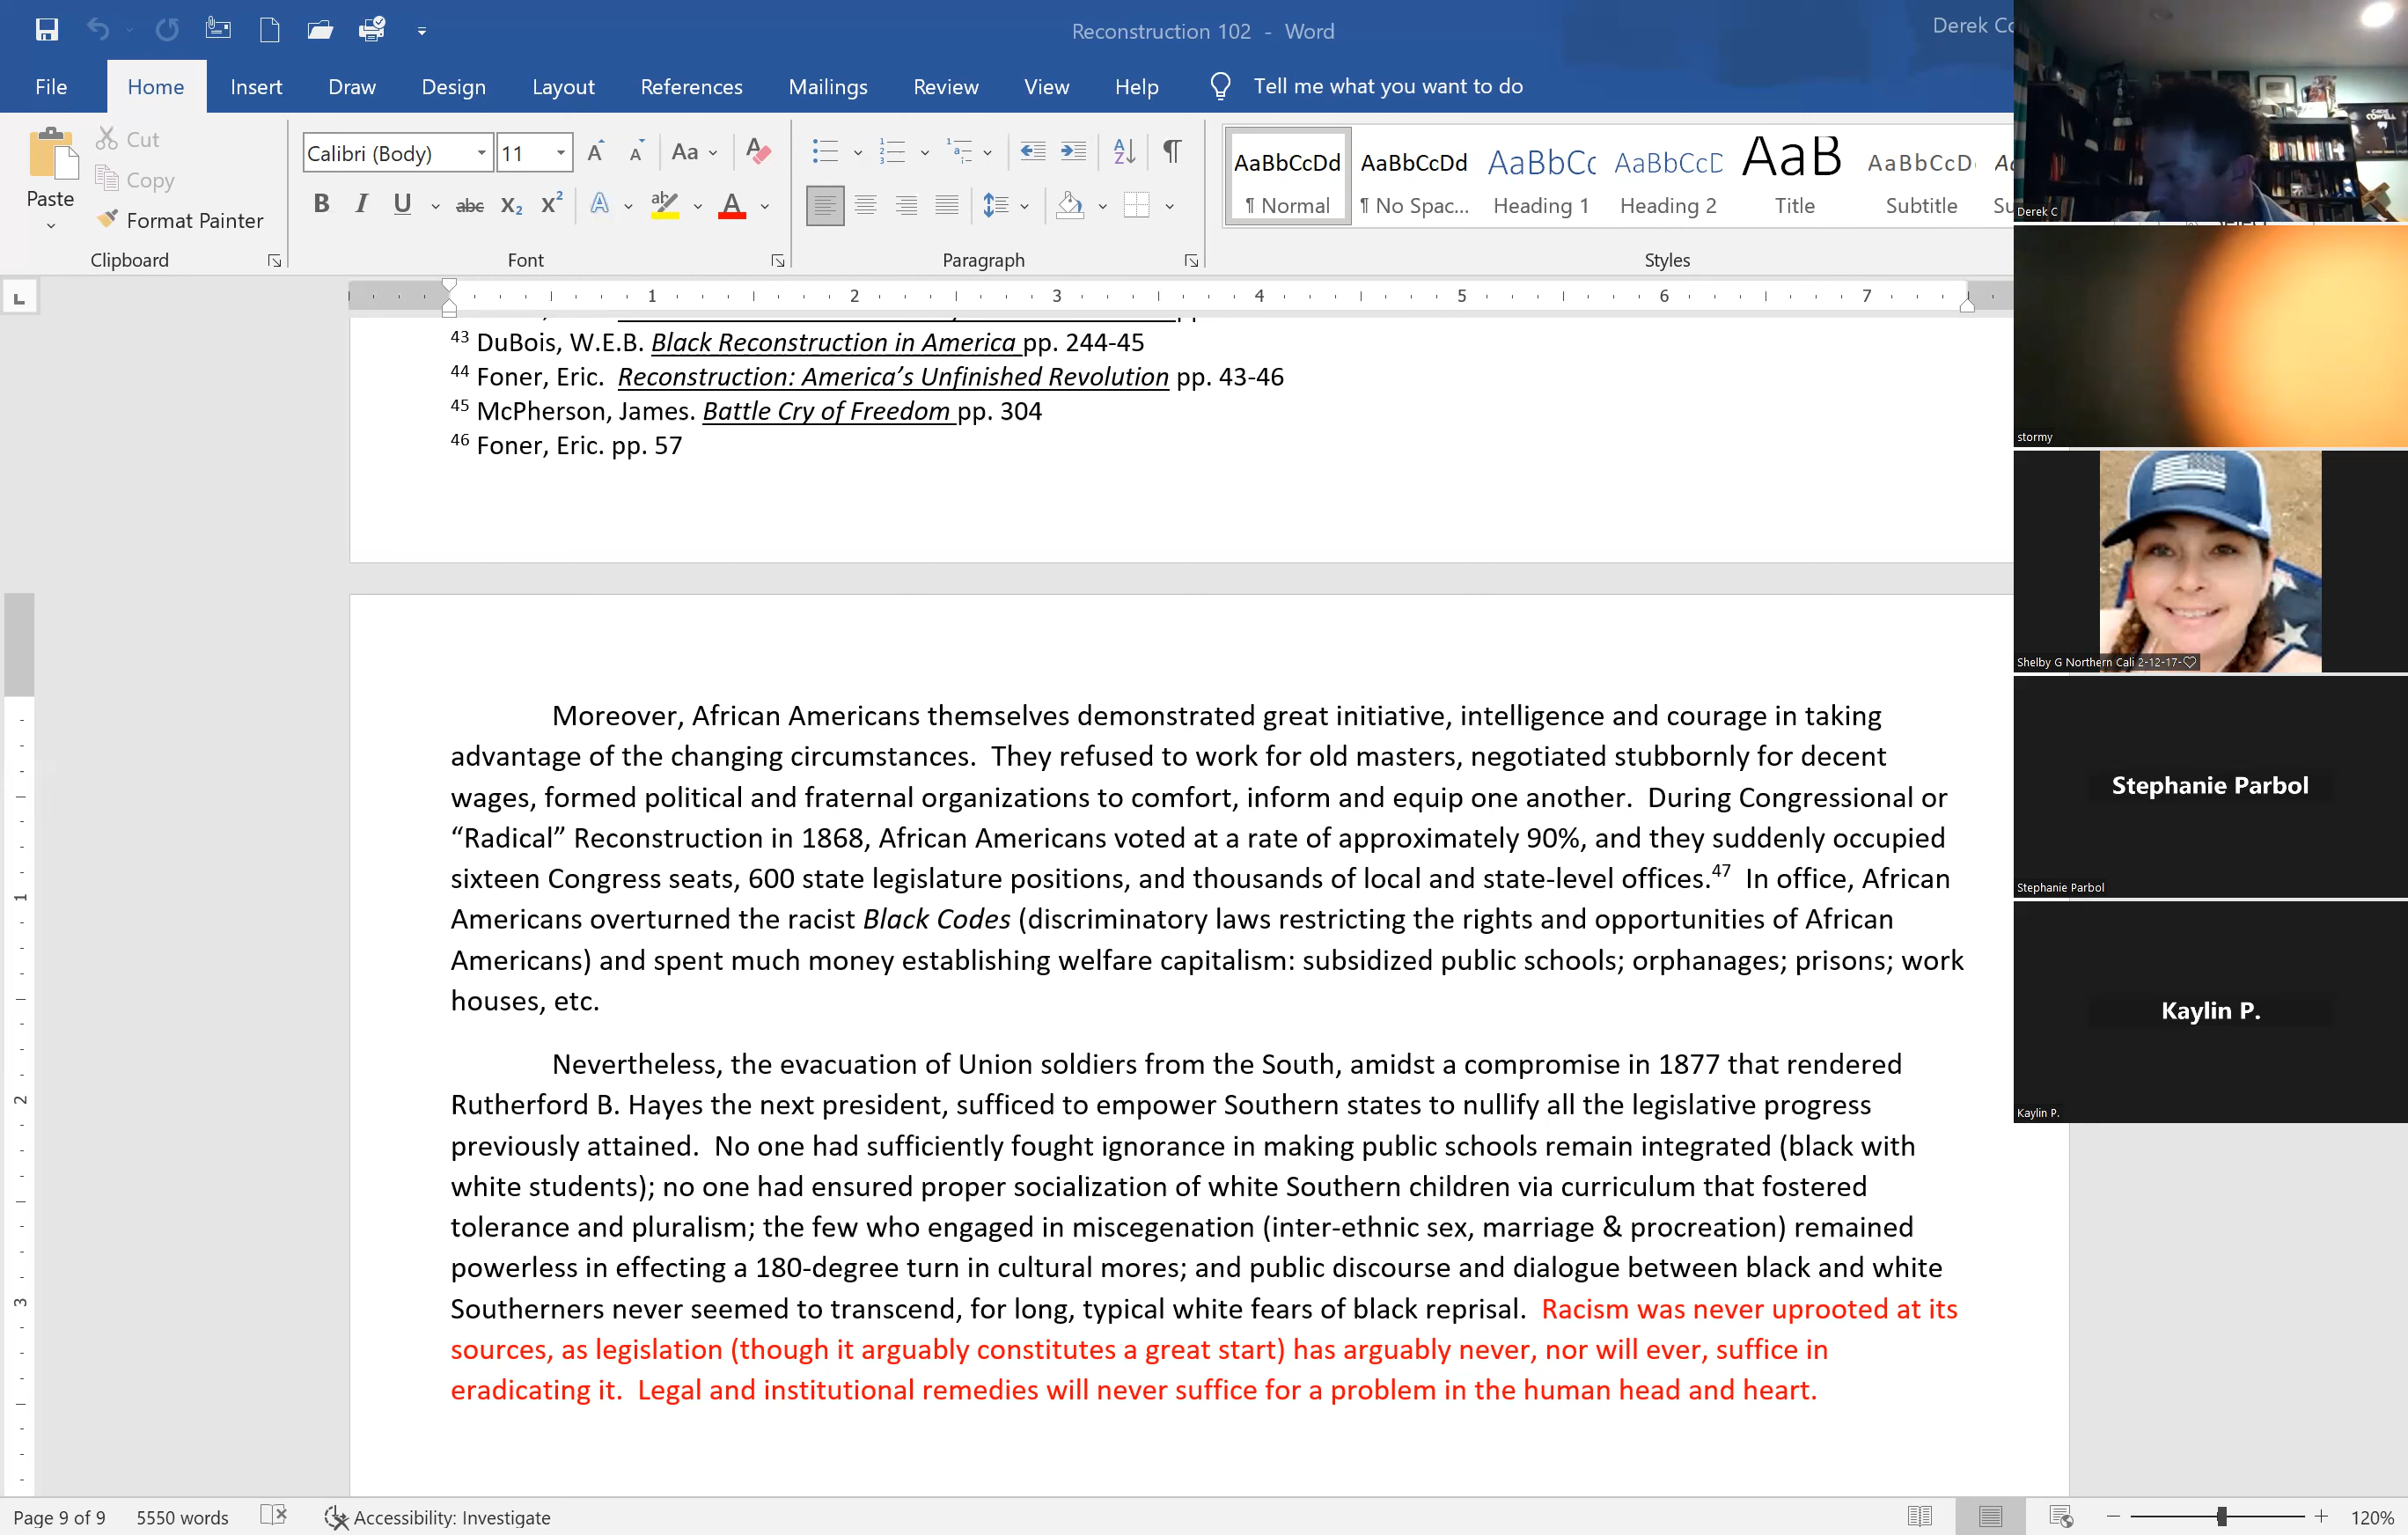 Reconstruction 102 - Word
Derek Co
File Home Insert Draw Design Layout References Mailings Review View Help Tell me what you want to do
Paste
Cut
Copy
Format Painter
Clipboard
Calibri (Body) 11
Font
Paragraph
AaBbCcDd AaBbCcDd AaBbCc AaBbCcD AaB AaBbCcD
¶ Normal ¶ No Spac... Heading 1 Heading 2 Title Subtitle Su
Styles
1 2 3 4 5 6 7
43 DuBois, W.E.B. Black Reconstruction in America pp. 244-45
44 Foner, Eric. Reconstruction: America’s Unfinished Revolution pp. 43-46
45 McPherson, James. Battle Cry of Freedom pp. 304
46 Foner, Eric. pp. 57
Moreover, African Americans themselves demonstrated great initiative, intelligence and courage in taking
advantage of the changing circumstances. They refused to work for old masters, negotiated stubbornly for decent
wages, formed political and fraternal organizations to comfort, inform and equip one another. During Congressional or
“Radical” Reconstruction in 1868, African Americans voted at a rate of approximately 90%, and they suddenly occupied
sixteen Congress seats, 600 state legislature positions, and thousands of local and state-level offices.47 In office, African
Americans overturned the racist Black Codes (discriminatory laws restricting the rights and opportunities of African
Americans) and spent much money establishing welfare capitalism: subsidized public schools; orphanages; prisons; work
houses, etc.
Nevertheless, the evacuation of Union soldiers from the South, amidst a compromise in 1877 that rendered
Rutherford B. Hayes the next president, sufficed to empower Southern states to nullify all the legislative progress
previously attained. No one had sufficiently fought ignorance in making public schools remain integrated (black with
white students); no one had ensured proper socialization of white Southern children via curriculum that fostered
tolerance and pluralism; the few who engaged in miscegenation (inter-ethnic sex, marriage & procreation) remained
powerless in effecting a 180-degree turn in cultural mores; and public discourse and dialogue between black and white
Southerners never seemed to transcend, for long, typical white fears of black reprisal. Racism was never uprooted at its
sources, as legislation (though it arguably constitutes a great start) has arguably never, nor will ever, suffice in
eradicating it. Legal and institutional remedies will never suffice for a problem in the human head and heart.
1
2
3
Page 9 of 9 5550 words Accessibility: Investigate 120%
Derek C
stormy
Shelby G Northern Cali 2-12-17-♡
Stephanie Parbol
Stephanie Parbol
Kaylin P.
Kaylin P.